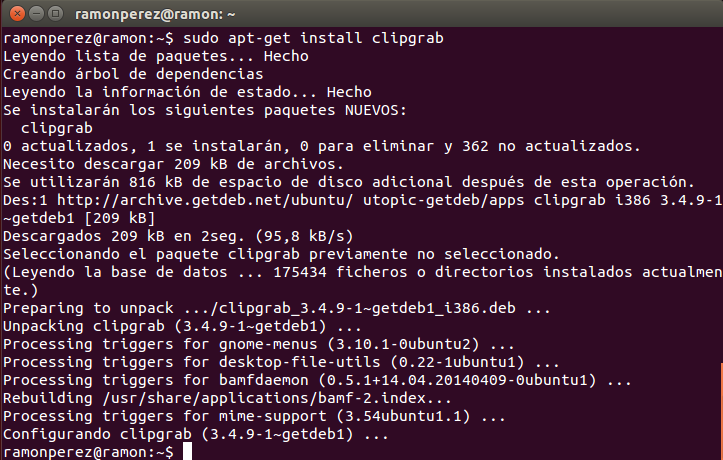 ramonperez@ramon: ~
ramonperez@ramon:~$ sudo apt-get install clipgrab
Leyendo lista de paquetes... Hecho
Creando árbol de dependencias
Leyendo la información de estado... Hecho
Se instalarán los siguientes paquetes NUEVOS:
  clipgrab
0 actualizados, 1 se instalarán, 0 para eliminar y 362 no actualizados.
Necesito descargar 209 kB de archivos.
Se utilizarán 816 kB de espacio de disco adicional después de esta operación.
Des:1 http://archive.getdeb.net/ubuntu/ utopic-getdeb/apps clipgrab i386 3.4.9-1
~getdeb1 [209 kB]
Descargados 209 kB en 2seg. (95,8 kB/s)
Seleccionando el paquete clipgrab previamente no seleccionado.
(Leyendo la base de datos ... 175434 ficheros o directorios instalados actualmen
te.)
Preparing to unpack .../clipgrab_3.4.9-1~getdeb1_i386.deb ...
Unpacking clipgrab (3.4.9-1~getdeb1) ...
Processing triggers for gnome-menus (3.10.1-0ubuntu2) ...
Processing triggers for desktop-file-utils (0.22-1ubuntu1) ...
Processing triggers for bamfdaemon (0.5.1+14.04.20140409-0ubuntu1) ...
Rebuilding /usr/share/applications/bamf-2.index...
Processing triggers for mime-support (3.54ubuntu1.1) ...
Configurando clipgrab (3.4.9-1~getdeb1) ...
ramonperez@ramon:~$